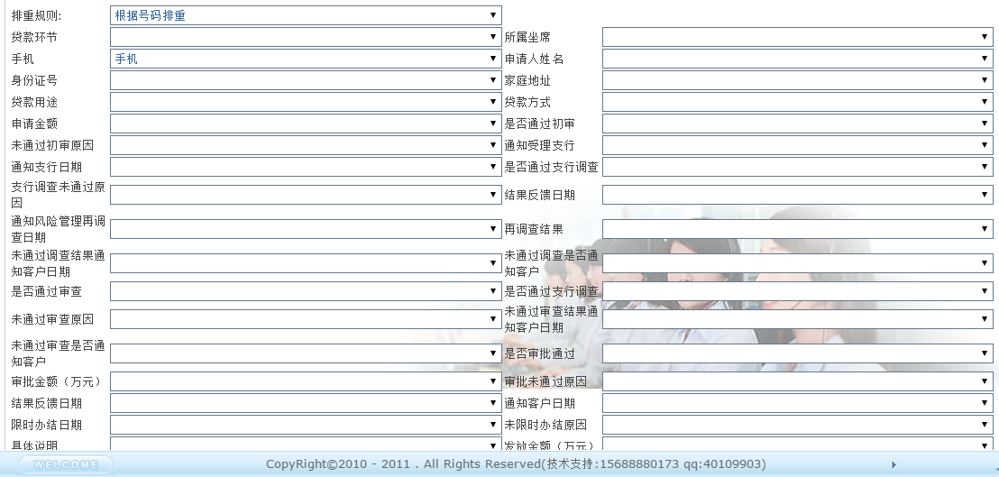 排重规则: 根据号码排重
贷款环节 所属坐席
手机 手机 申请人姓名
身份证号 家庭地址
贷款用途 贷款方式
申请金额 是否通过初审
未通过初审原因 通知受理支行
通知支行日期 是否通过支行调查
支行调查未通过原
因
结果反馈日期
通知风险管理再调
查日期
再调查结果
未通过调查结果通
知客户日期
未通过调查是否通
知客户
是否通过审查 是否通过支行调查
未通过审查原因
未通过审查结果通
知客户日期
未通过审查是否通
知客户
是否审批通过
审批金额（万元） 审批未通过原因
结果反馈日期 通知客户日期
限时办结日期 未限时办结原因
具体说明 发放金额（万元）
WELCOME CopyRight©2010 - 2011 . All Rights Reserved(技术支持:15688880173 qq:40109903)